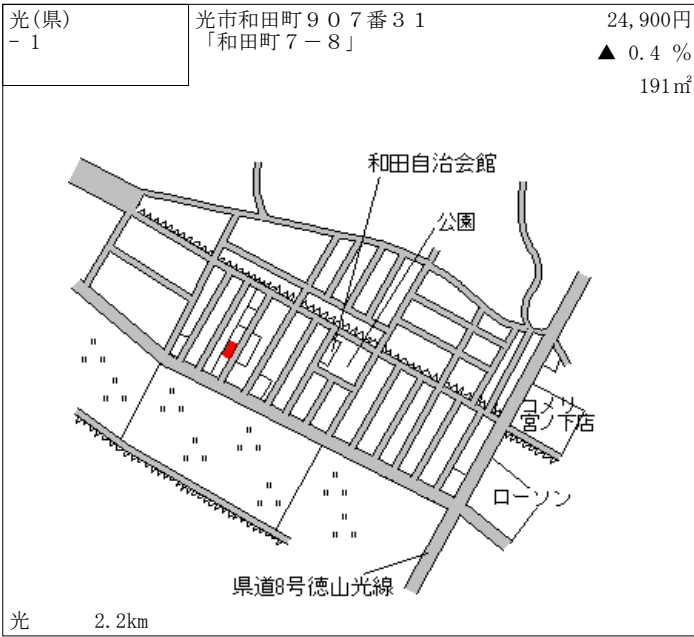 光(県)
- 1
光市和田町９０７番３１
「和田町７－８」
24,900円
▲ 0.4 %
191㎡
和田自治会館
公園
コメリ
宮ノ下店
ローソン
県道8号徳山光線
光 2.2km